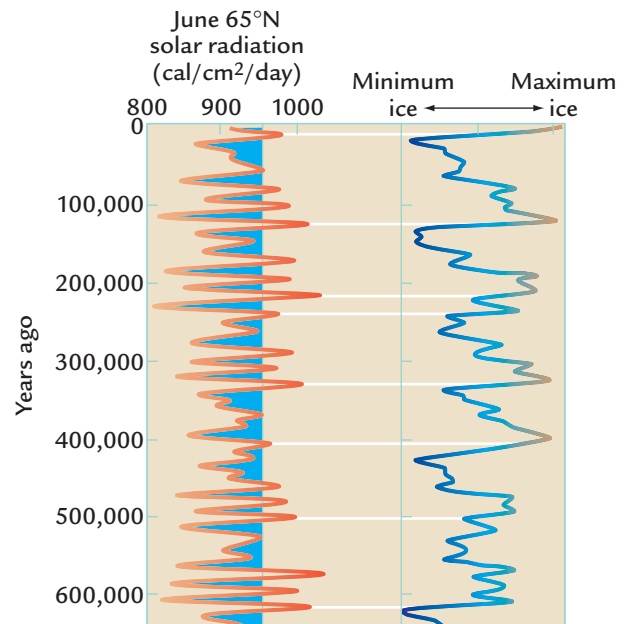 June 65°N
solar radiation
(cal/cm²/day)
Minimum
ice
Maximum
ice
800 900 1000
0
100,000
200,000
300,000
400,000
500,000
600,000
Years ago